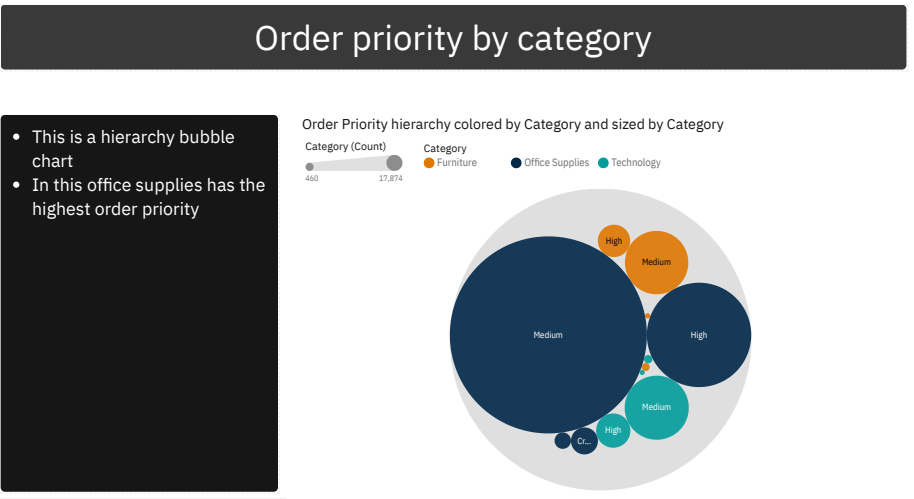 Order priority by category
• This is a hierarchy bubble
chart
• In this office supplies has the
highest order priority
Order Priority hierarchy colored by Category and sized by Category
Category (Count)
460 17,874
Category
Furniture Office Supplies Technology
High
Medium
Medium
High
Medium
High
Cr...